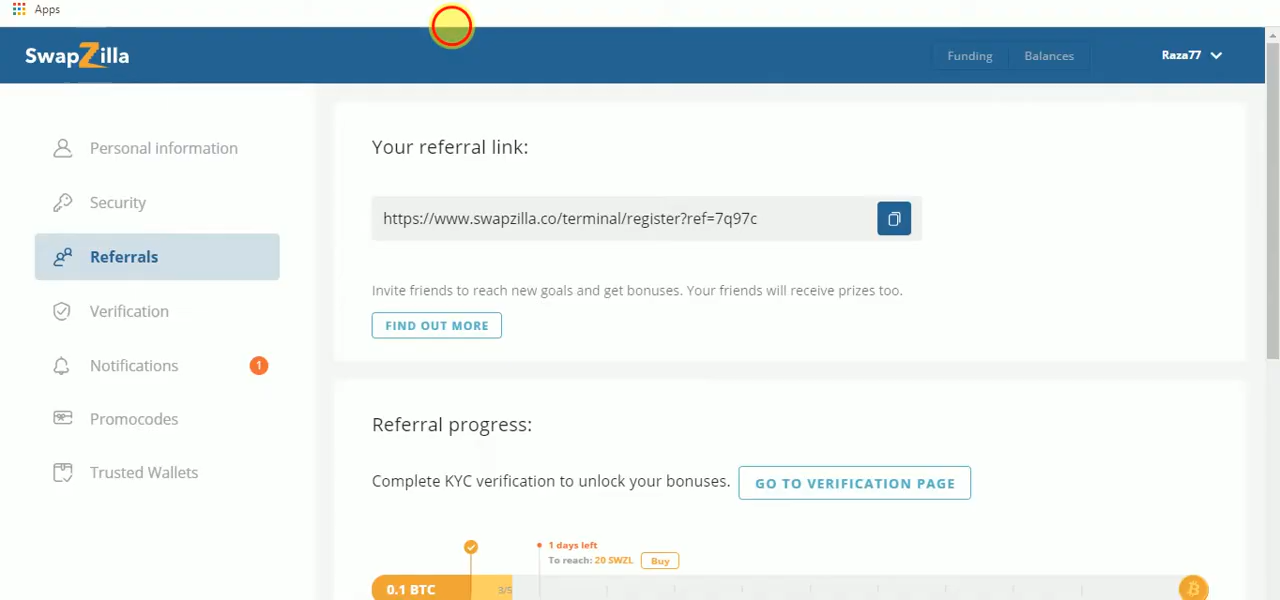 Apps
SwapZilla
Funding
Balances
Raza77
Personal information
Security
Referrals
Verification
Notifications
1
Promocodes
Trusted Wallets
Your referral link:
https://www.swapzilla.co/terminal/register?ref=7q97c
Invite friends to reach new goals and get bonuses. Your friends will receive prizes too.
FIND OUT MORE
Referral progress:
Complete KYC verification to unlock your bonuses.
GO TO VERIFICATION PAGE
1 days left
To reach: 20 SWZL
Buy
0.1 BTC
3/5